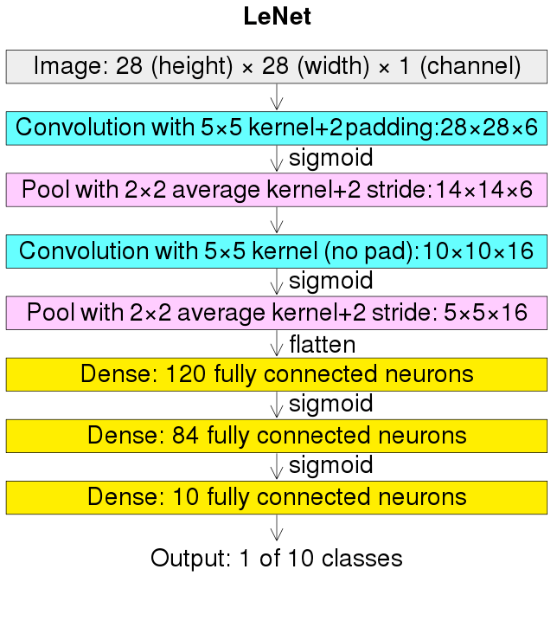 LeNet
Image: 28 (height) × 28 (width) × 1 (channel)
Convolution with 5×5 kernel+2padding:28×28×6
sigmoid
Pool with 2×2 average kernel+2 stride:14×14×6
Convolution with 5×5 kernel (no pad):10×10×16
sigmoid
Pool with 2×2 average kernel+2 stride: 5×5×16
flatten
Dense: 120 fully connected neurons
sigmoid
Dense: 84 fully connected neurons
sigmoid
Dense: 10 fully connected neurons
Output: 1 of 10 classes